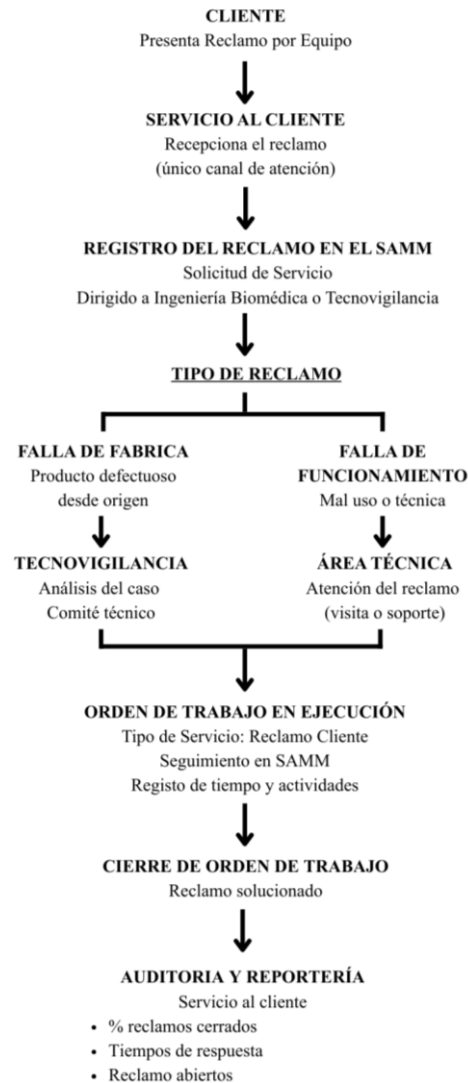 CLIENTE
Presenta Reclamo por Equipo
SERVICIO AL CLIENTE
Recepciona el reclamo
(único canal de atención)
REGISTRO DEL RECLAMO EN EL SAMM
Solicitud de Servicio
Dirigido a Ingeniería Biomédica o Tecnovigilancia
TIPO DE RECLAMO
FALLA DE FABRICA
Producto defectuoso
desde origen
FALLA DE
FUNCIONAMIENTO
Mal uso o técnica
TECNOVIGILANCIA
Análisis del caso
Comité técnico
ÁREA TÉCNICA
Atención del reclamo
(visita o soporte)
ORDEN DE TRABAJO EN EJECUCIÓN
Tipo de Servicio: Reclamo Cliente
Seguimiento en SAMM
Registo de tiempo y actividades
CIERRE DE ORDEN DE TRABAJO
Reclamo solucionado
AUDITORIA Y REPORTERÍA
Servicio al cliente
• % reclamos cerrados
• Tiempos de respuesta
• Reclamo abiertos